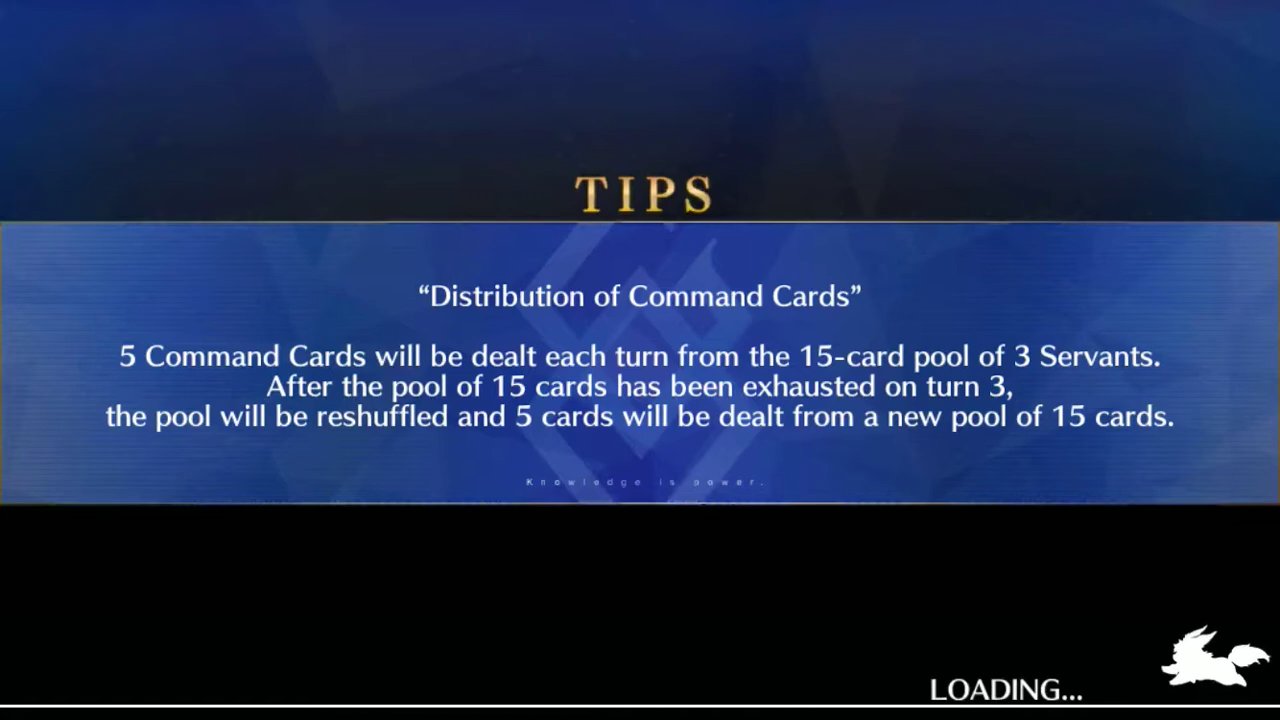 TIPS
“Distribution of Command Cards”
5 Command Cards will be dealt each turn from the 15-card pool of 3 Servants.
After the pool of 15 cards has been exhausted on turn 3,
the pool will be reshuffled and 5 cards will be dealt from a new pool of 15 cards.
Knowledge is power.
LOADING...